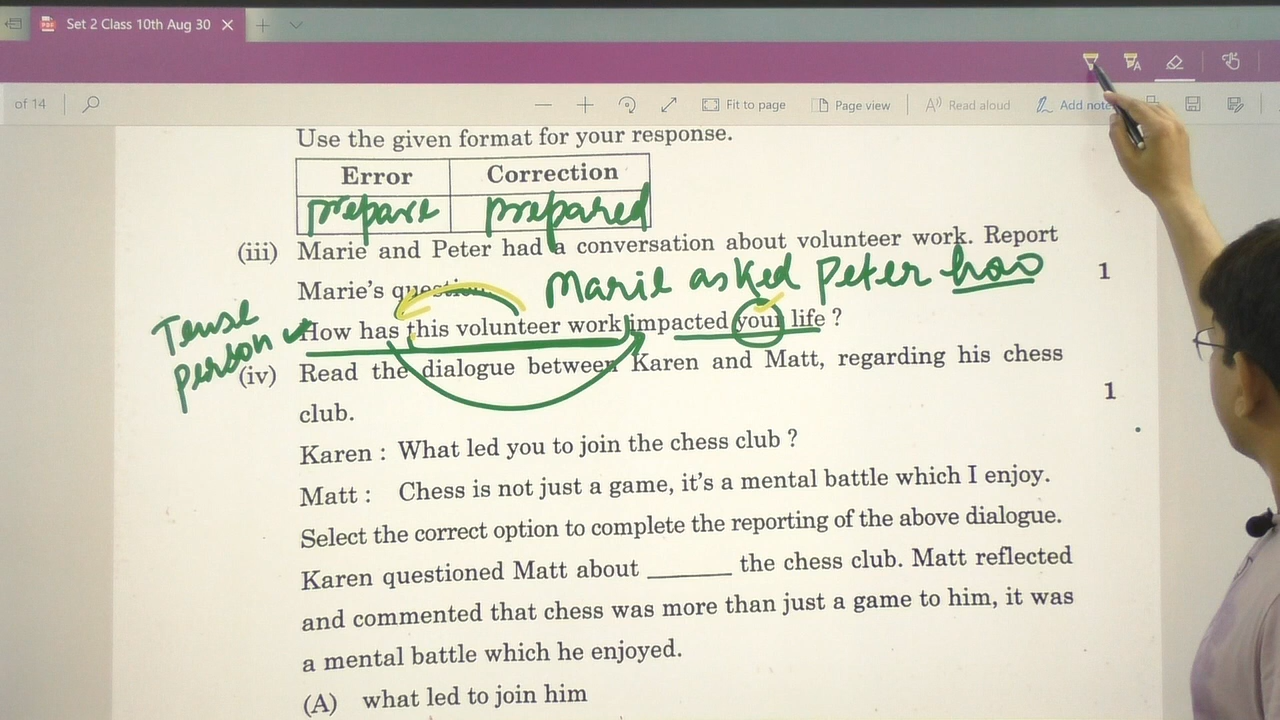 Set 2 Class 10th Aug 30
of 14
Fit to page
Page view
Read aloud
Add note
Use the given format for your response.
Error Correction
prepare prepared
(iii) Marie and Peter had a conversation about volunteer work. Report
Marie's question. 1
Marie asked Peter how
Tense
person
How has this volunteer work impacted your life ?
(iv) Read the dialogue between Karen and Matt, regarding his chess
club. 1
Karen : What led you to join the chess club ?
Matt : Chess is not just a game, it's a mental battle which I enjoy.
Select the correct option to complete the reporting of the above dialogue.
Karen questioned Matt about ________ the chess club. Matt reflected
and commented that chess was more than just a game to him, it was
a mental battle which he enjoyed.
(A) what led to join him